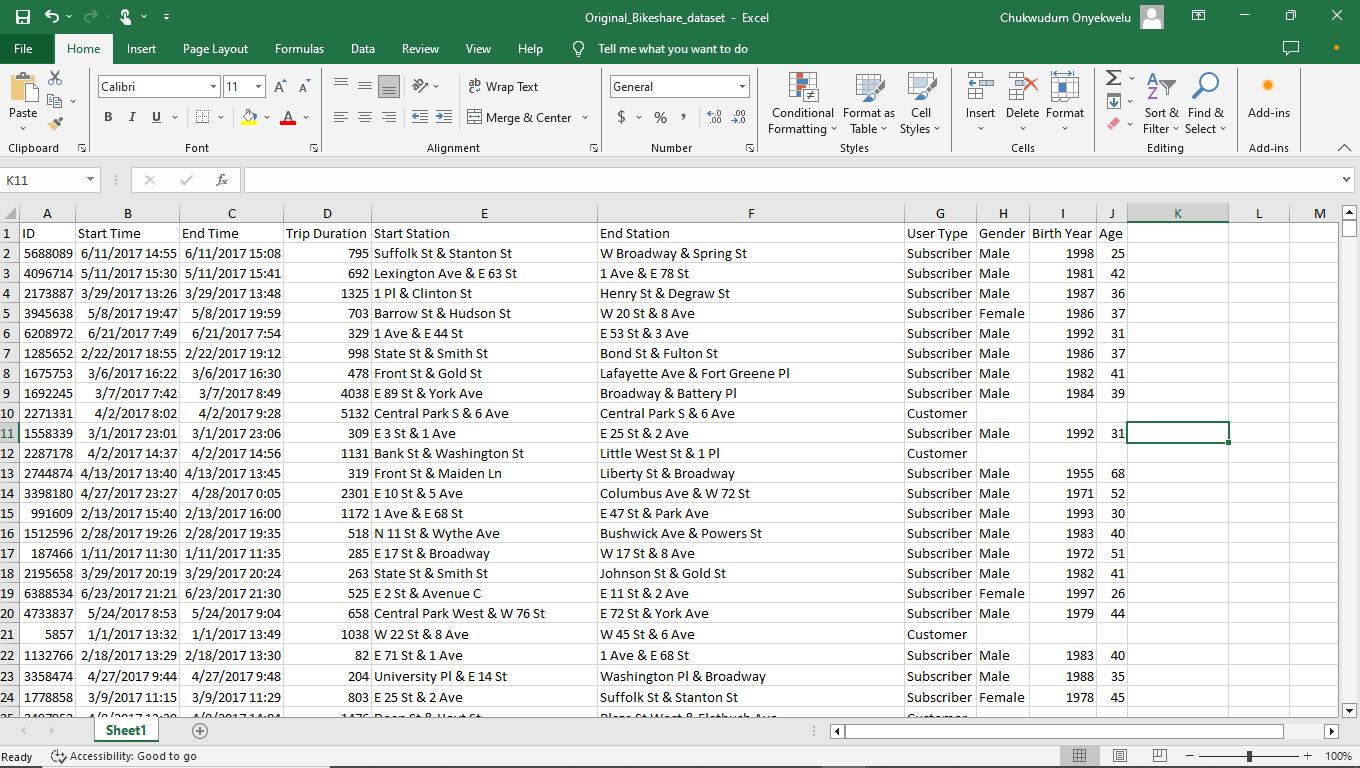 Original_Bikeshare_dataset - Excel
Chukwudum Onyekwelu
File Home Insert Page Layout Formulas Data Review View Help Tell me what you want to do
Calibri 11 Wrap Text General
Paste B I U Merge & Center $ % Conditional Formatting Format as Table Cell Styles Insert Delete Format Sort & Filter Find & Select Add-ins
Clipboard Font Alignment Number Styles Cells Editing Add-ins
K11 fx
A B C D E F G H I J K L M
1 ID Start Time End Time Trip Duration Start Station End Station User Type Gender Birth Year Age
2 5688089 6/11/2017 14:55 6/11/2017 15:08 795 Suffolk St & Stanton St W Broadway & Spring St Subscriber Male 1998 25
3 4096714 5/11/2017 15:30 5/11/2017 15:41 692 Lexington Ave & E 63 St 1 Ave & E 78 St Subscriber Male 1981 42
4 2173887 3/29/2017 13:26 3/29/2017 13:48 1325 1 Pl & Clinton St Henry St & Degraw St Subscriber Male 1987 36
5 3945638 5/8/2017 19:47 5/8/2017 19:59 703 Barrow St & Hudson St W 20 St & 8 Ave Subscriber Female 1986 37
6 6208972 6/21/2017 7:49 6/21/2017 7:54 329 1 Ave & E 44 St E 53 St & 3 Ave Subscriber Male 1992 31
7 1285652 2/22/2017 18:55 2/22/2017 19:12 998 State St & Smith St Bond St & Fulton St Subscriber Male 1986 37
8 1675753 3/6/2017 16:22 3/6/2017 16:30 478 Front St & Gold St Lafayette Ave & Fort Greene Pl Subscriber Male 1982 41
9 1692245 3/7/2017 7:42 3/7/2017 8:49 4038 E 89 St & York Ave Broadway & Battery Pl Subscriber Male 1984 39
10 2271331 4/2/2017 8:02 4/2/2017 9:28 5132 Central Park S & 6 Ave Central Park S & 6 Ave Customer
11 1558339 3/1/2017 23:01 3/1/2017 23:06 309 E 3 St & 1 Ave E 25 St & 2 Ave Subscriber Male 1992 31
12 2287178 4/2/2017 14:37 4/2/2017 14:56 1131 Bank St & Washington St Little West St & 1 Pl Customer
13 2744874 4/13/2017 13:40 4/13/2017 13:45 319 Front St & Maiden Ln Liberty St & Broadway Subscriber Male 1955 68
14 3398180 4/27/2017 23:27 4/28/2017 0:05 2301 E 10 St & 5 Ave Columbus Ave & W 72 St Subscriber Male 1971 52
15 991609 2/13/2017 15:40 2/13/2017 16:00 1172 1 Ave & E 68 St E 47 St & Park Ave Subscriber Male 1993 30
16 1512596 2/28/2017 19:26 2/28/2017 19:35 518 N 11 St & Wythe Ave Bushwick Ave & Powers St Subscriber Male 1983 40
17 187466 1/11/2017 11:30 1/11/2017 11:35 285 E 17 St & Broadway W 17 St & 8 Ave Subscriber Male 1972 51
18 2195658 3/29/2017 20:19 3/29/2017 20:24 263 State St & Smith St Johnson St & Gold St Subscriber Male 1982 41
19 6388534 6/23/2017 21:21 6/23/2017 21:30 525 E 2 St & Avenue C E 11 St & 2 Ave Subscriber Female 1997 26
20 4733837 5/24/2017 8:53 5/24/2017 9:04 658 Central Park West & W 76 St E 72 St & York Ave Subscriber Male 1979 44
21 5857 1/1/2017 13:32 1/1/2017 13:49 1038 W 22 St & 8 Ave W 45 St & 6 Ave Customer
22 1132766 2/18/2017 13:29 2/18/2017 13:30 82 E 71 St & 1 Ave 1 Ave & E 68 St Subscriber Male 1983 40
23 3358474 4/27/2017 9:44 4/27/2017 9:48 204 University Pl & E 14 St Washington Pl & Broadway Subscriber Male 1988 35
24 1778858 3/9/2017 11:15 3/9/2017 11:29 803 E 25 St & 2 Ave Suffolk St & Stanton St Subscriber Female 1978 45
Sheet1
Ready Accessibility: Good to go 100%